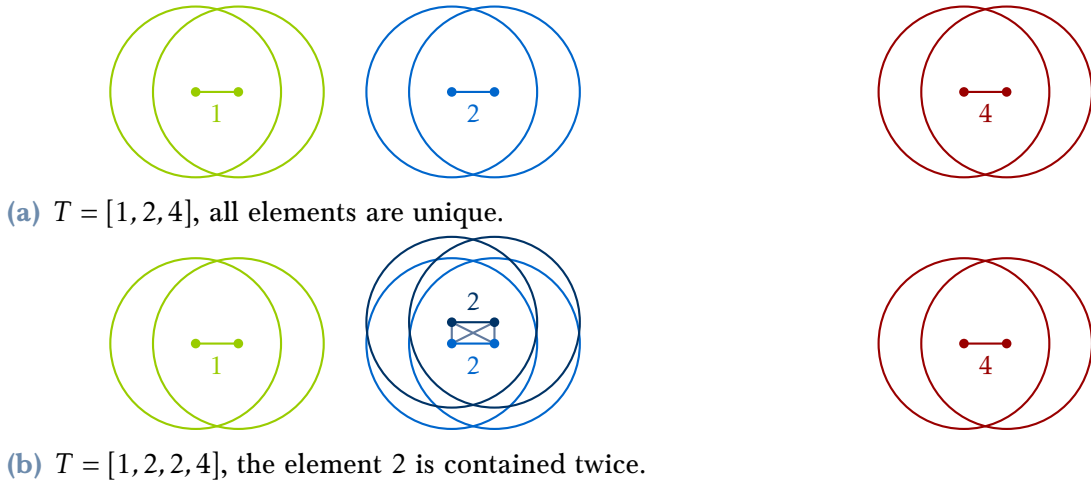 1 2 4
(a) T = [1, 2, 4], all elements are unique.
2
1 2 4
(b) T = [1, 2, 2, 4], the element 2 is contained twice.